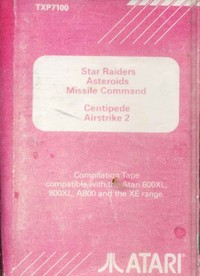 TXP7100
Star Raiders
Asteroids
Missile Command
Centipede
Airstrike 2
Compilation Tape
compatible with the Atari 600XL,
800XL, A800 and the XE range
ATARI